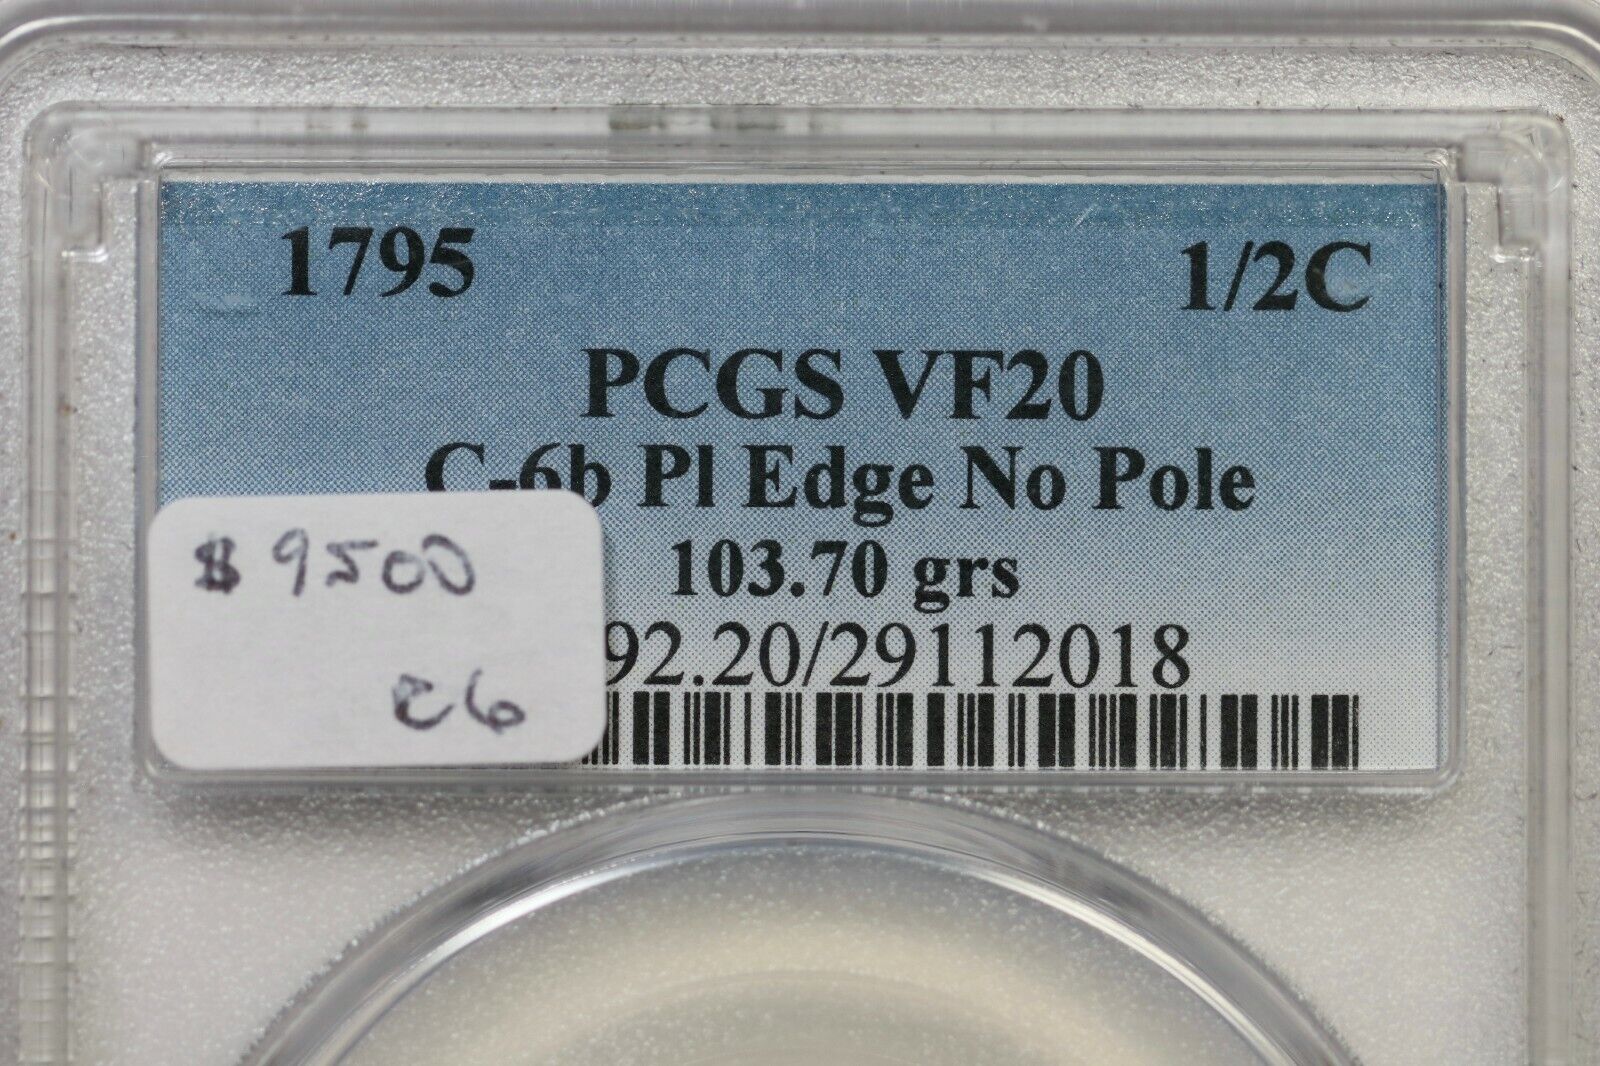 1795 1/2C
PCGS VF20
C-6b Pl Edge No Pole
103.70 grs
92.20/29112018
$9500
c6